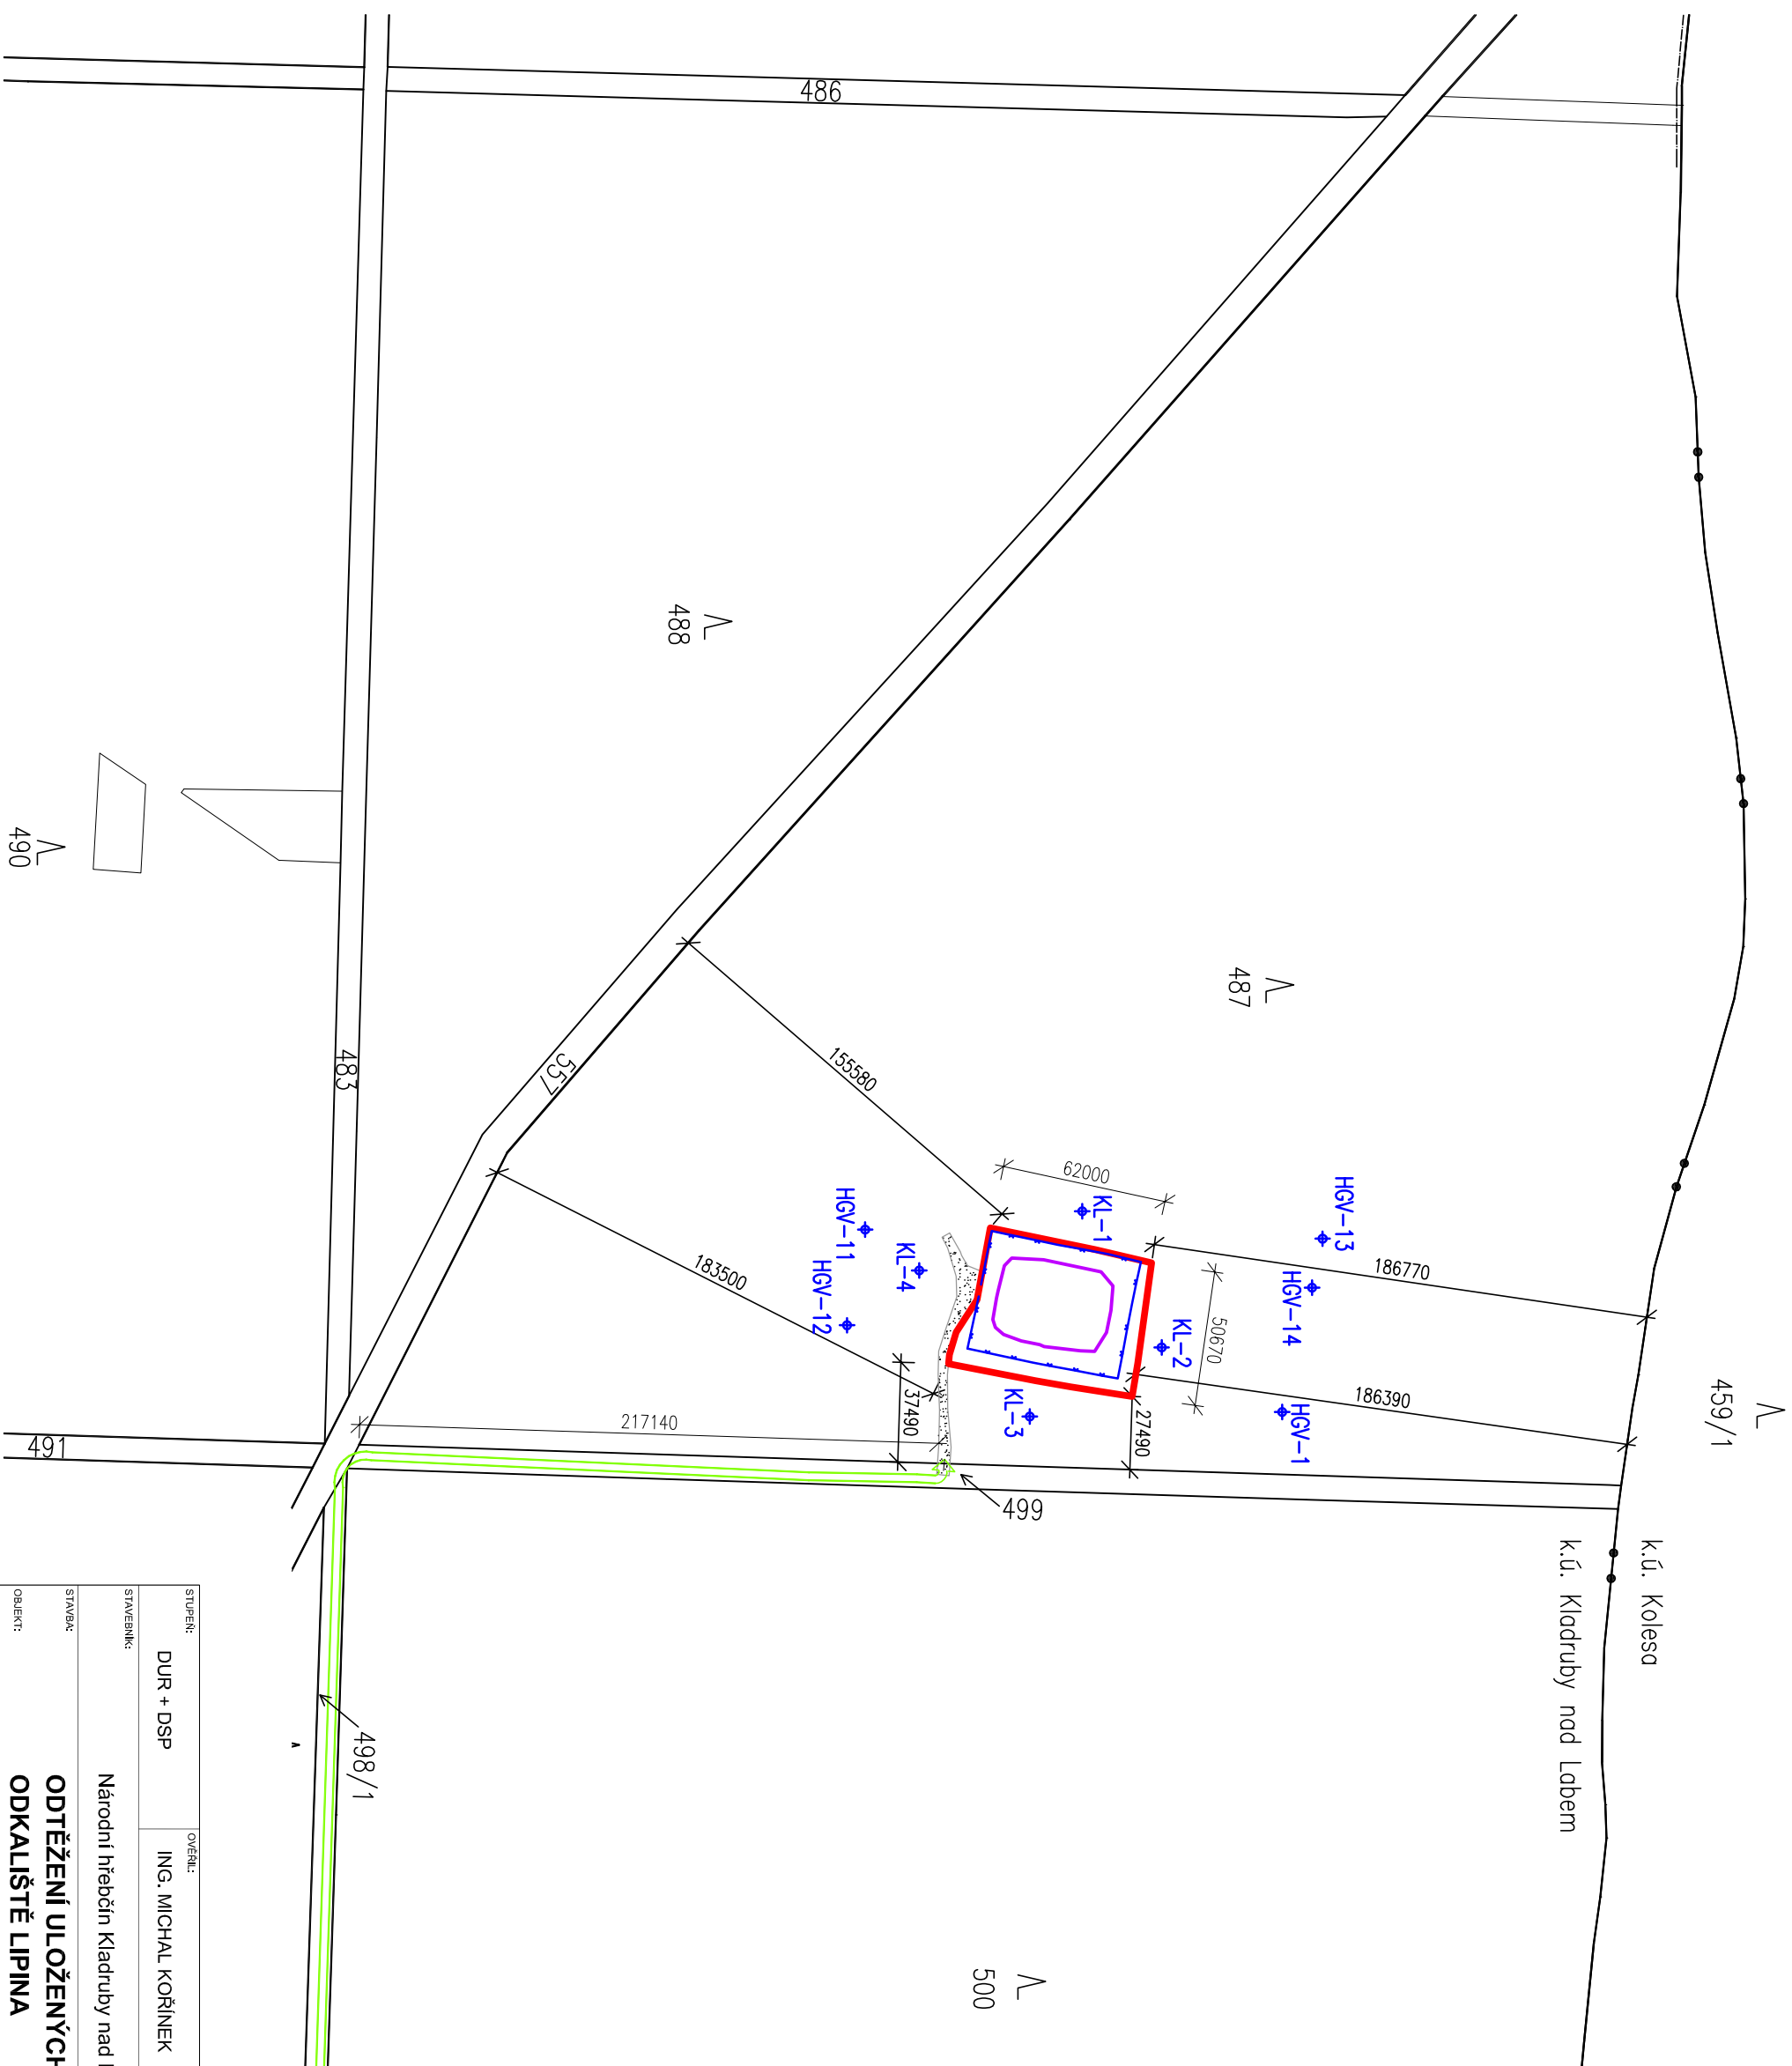 486
488
490
483
557
487
459/1
155580
62000
183500
186770
50670
186390
27490
37490
217140
HGV-13
HGV-14
HGV-1
HGV-11
HGV-12
KL-1
KL-2
KL-3
KL-4
491
499
498/1
500
k.ú. Kolesa
k.ú. Kladruby nad Labem
STUPEŇ:
DUR + DSP
OVĚŘIL:
ING. MICHAL KOŘÍNEK
STAVEBNÍK:
Národní hřebčín Kladruby nad
STAVBA:
ODTĚŽENÍ ULOŽENÝCH
ODKALIŠTĚ LIPINA
OBJEKT: